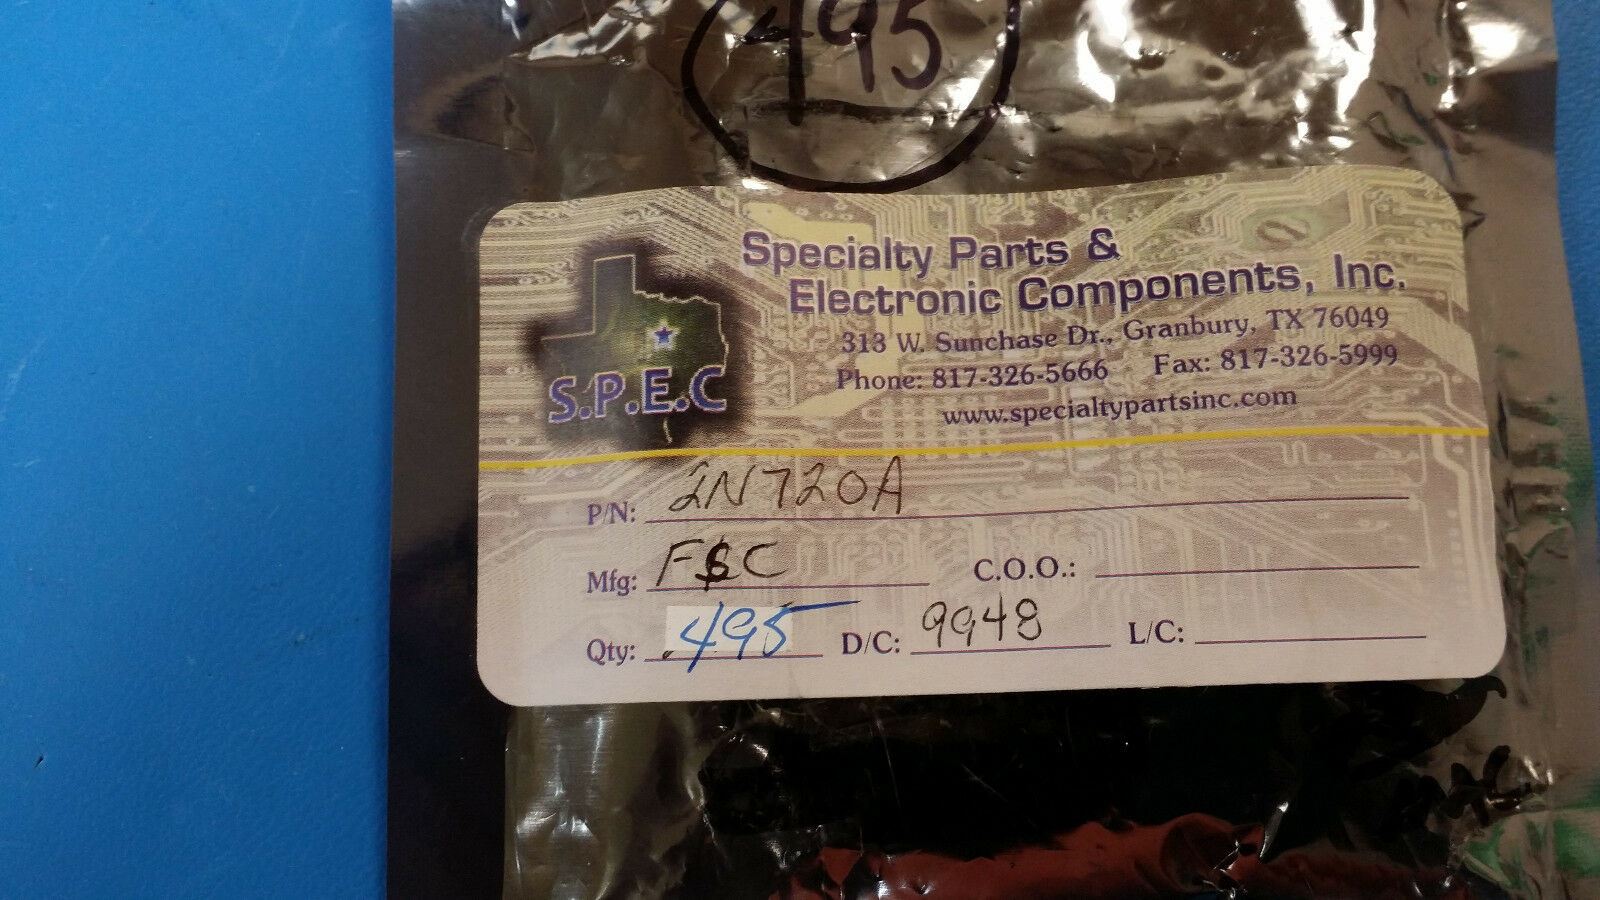 495
Specialty Parts &
Electronic Components, Inc.
313 W. Sunchase Dr., Granbury, TX 76049
Phone: 817-326-5666 Fax: 817-326-5999
www.specialtypartsinc.com
S.P.E.C
P/N: 2N720A
Mfg: FSC C.O.O.:
Qty: 495 D/C: 9948 L/C: